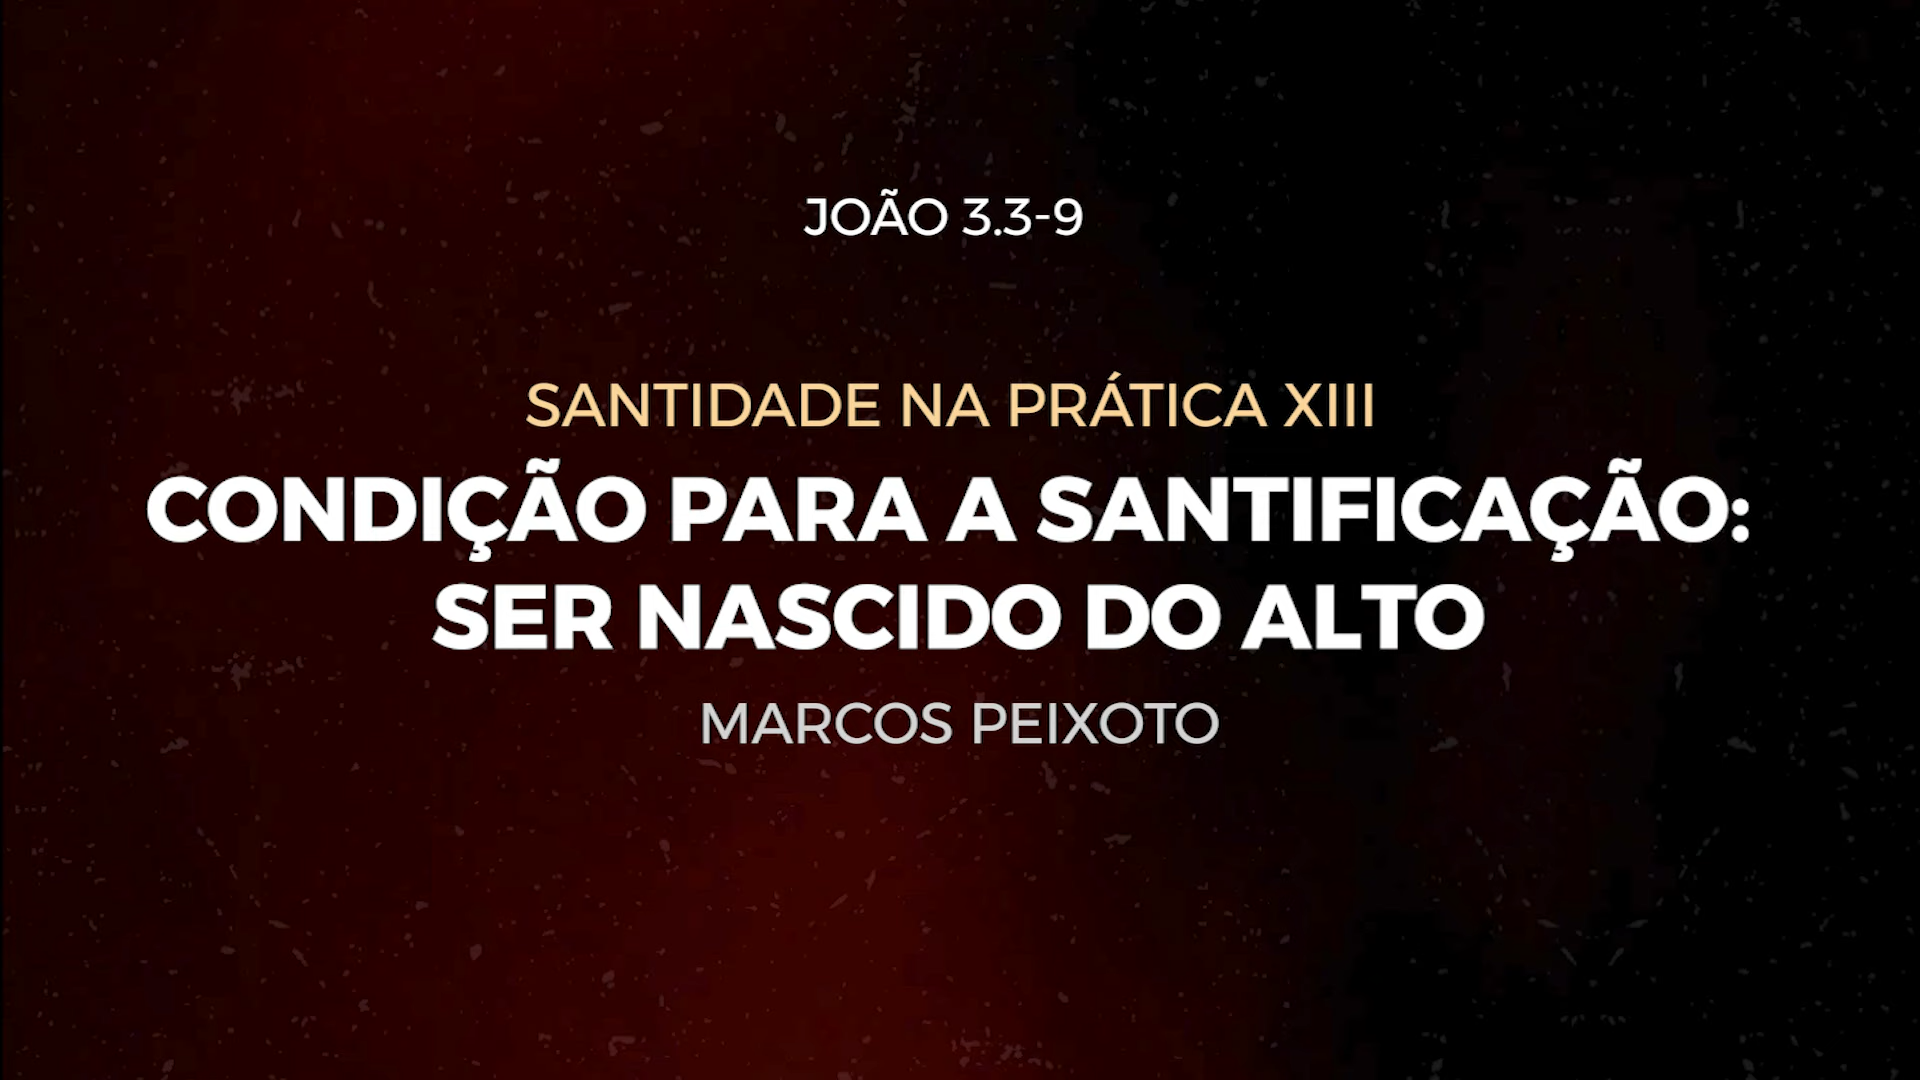 JOÃO 3.3-9
SANTIDADE NA PRÁTICA XIII
CONDIÇÃO PARA A SANTIFICAÇÃO:
SER NASCIDO DO ALTO
MARCOS PEIXOTO